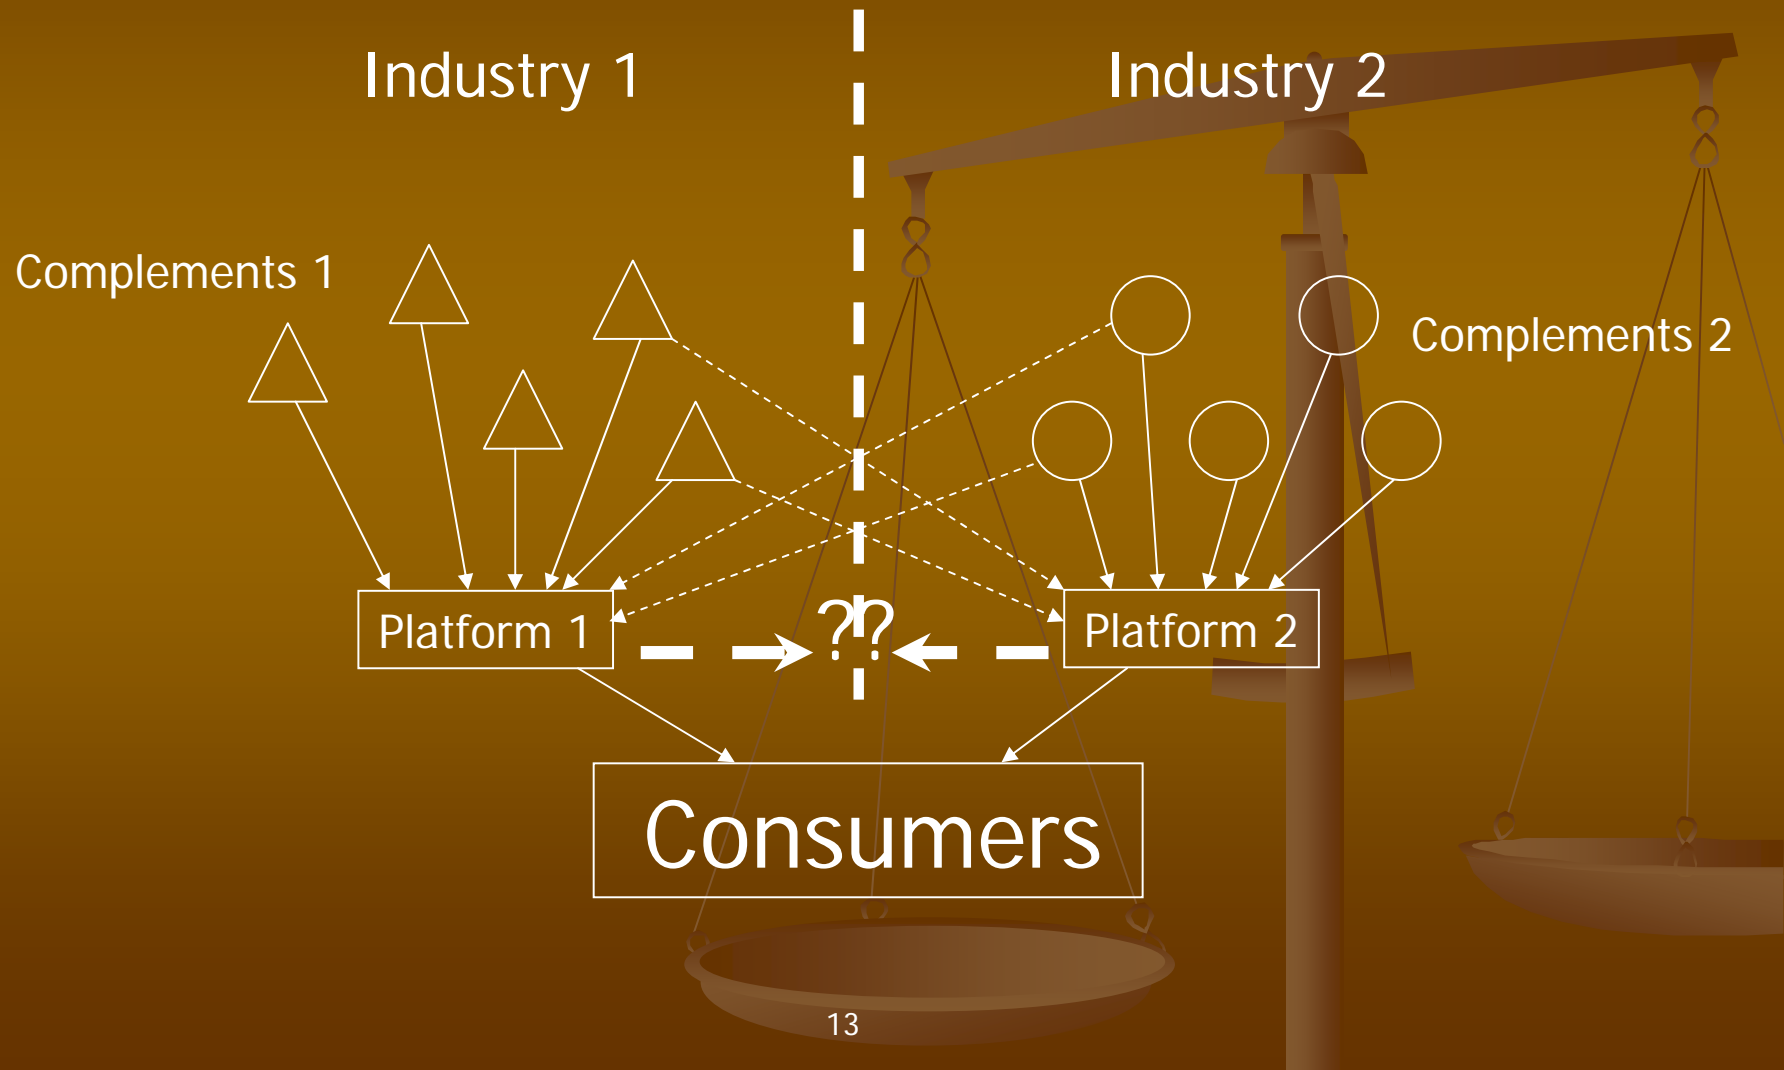 Industry 1
Industry 2
Complements 1
Complements 2
Platform 1
??
Platform 2
Consumers
13